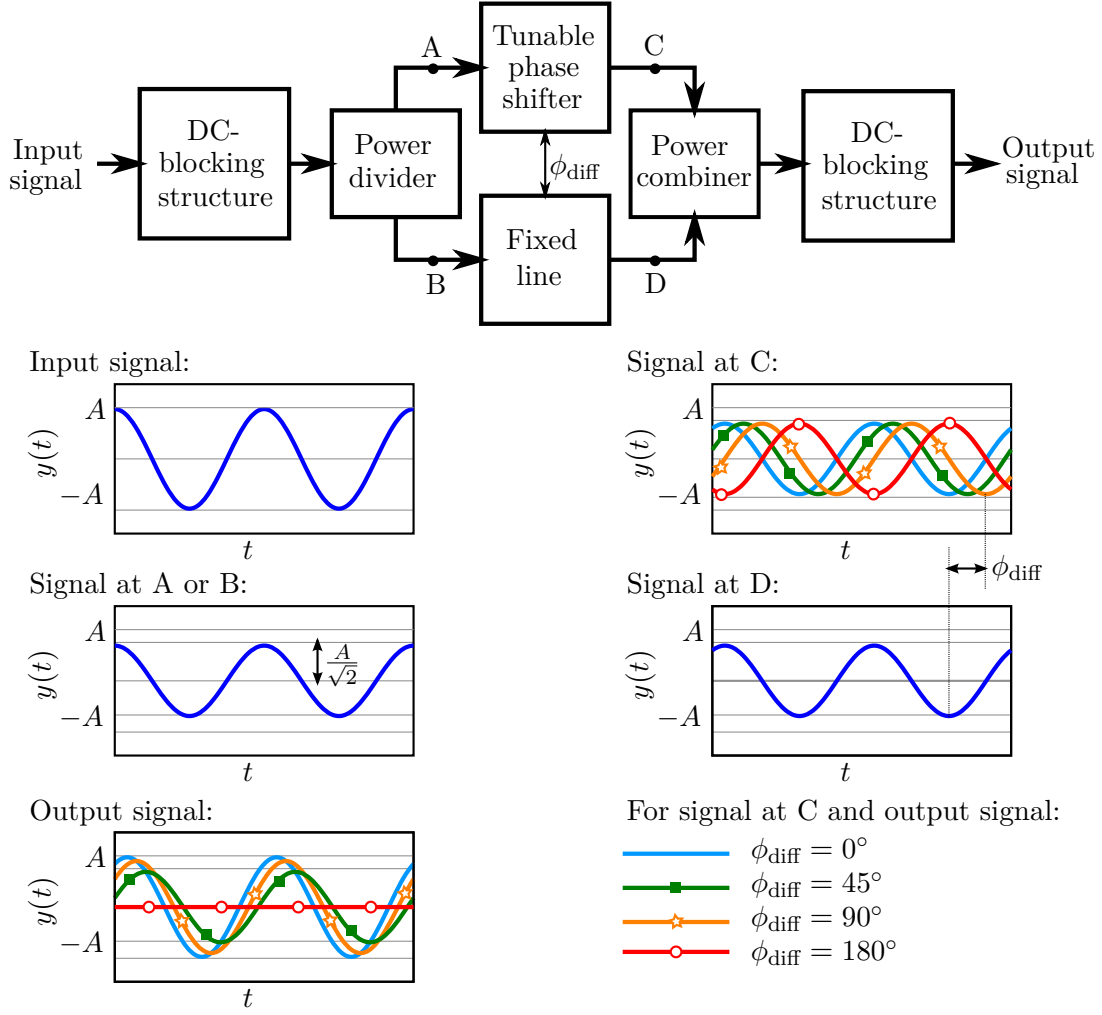 A
Tunable
phase
shifter
C
Input
signal
DC-
blocking
structure
Power
divider
ϕdiff
Power
combiner
DC-
blocking
structure
Output
signal
B
Fixed
line
D
Input signal:
A
−A
y(t)
t
Signal at C:
A
−A
y(t)
t
ϕdiff
Signal at A or B:
A
−A
y(t)
A
√2
t
Signal at D:
A
−A
y(t)
t
Output signal:
A
−A
y(t)
t
For signal at C and output signal:
ϕdiff = 0°
ϕdiff = 45°
ϕdiff = 90°
ϕdiff = 180°